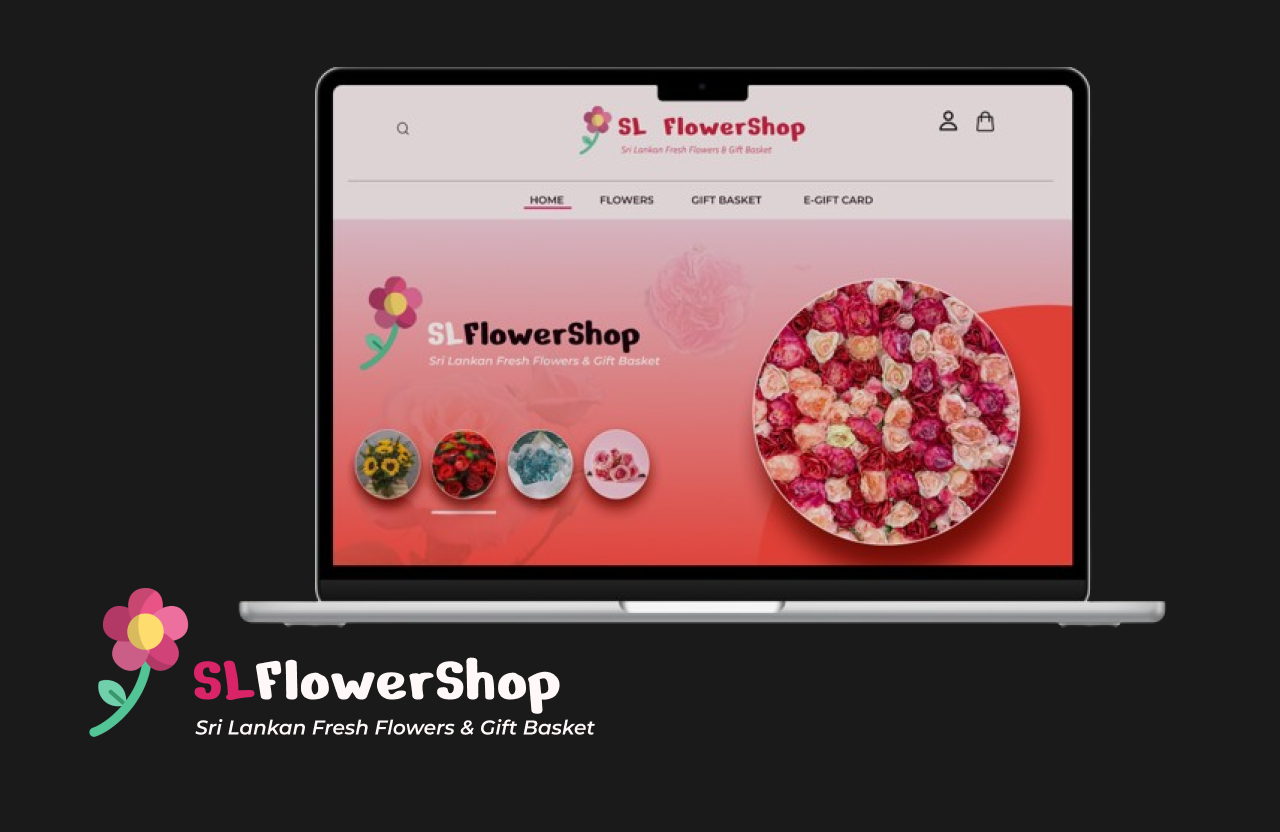 SL FlowerShop
Sri Lankan Fresh Flowers & Gift Basket
HOME FLOWERS GIFT BASKET E-GIFT CARD
SLFlowerShop
Sri Lankan Fresh Flowers & Gift Basket
SLFlowerShop
Sri Lankan Fresh Flowers & Gift Basket